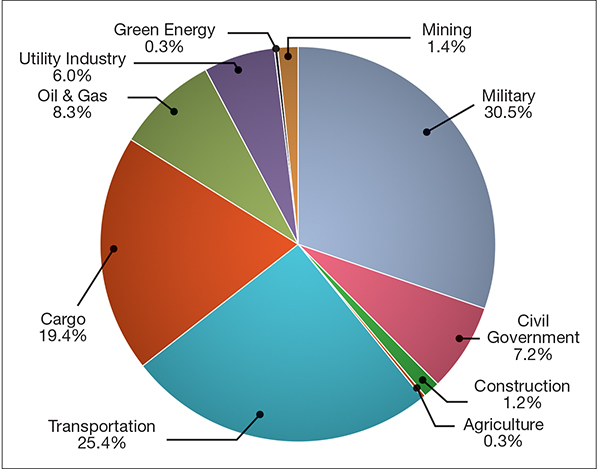 Green Energy
0.3%
Mining
1.4%
Utility Industry
6.0%
Oil & Gas
8.3%
Military
30.5%
Cargo
19.4%
Civil
Government
7.2%
Construction
1.2%
Agriculture
0.3%
Transportation
25.4%